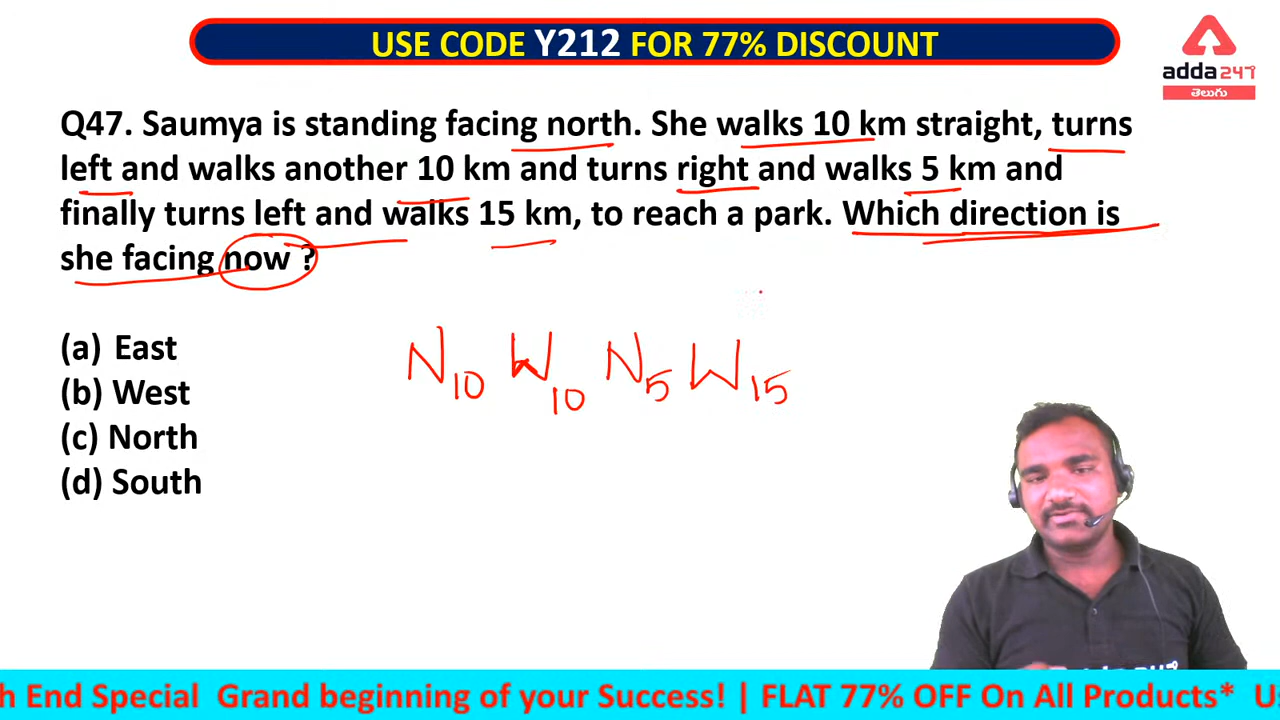 USE CODE Y212 FOR 77% DISCOUNT
adda247
తెలుగు
Q47. Saumya is standing facing north. She walks 10 km straight, turns
left and walks another 10 km and turns right and walks 5 km and
finally turns left and walks 15 km, to reach a park. Which direction is
she facing now ?
(a) East
(b) West
(c) North
(d) South
N10 W10 N5 W15
h End Special Grand beginning of your Success! | FLAT 77% OFF On All Products* U